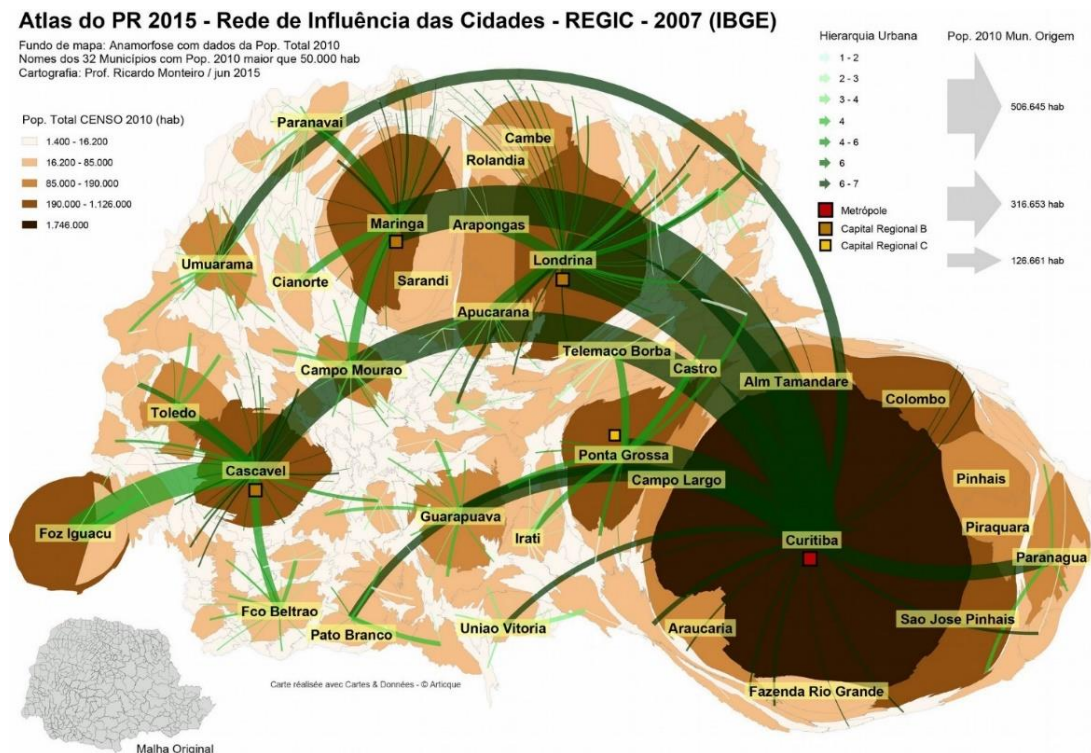 Atlas do PR 2015 - Rede de Influência das Cidades - REGIC - 2007 (IBGE)
Fundo de mapa: Anamorfose com dados da Pop. Total 2010
Nomes dos 32 Municípios com Pop. 2010 maior que 50.000 hab
Cartografia: Prof. Ricardo Monteiro / jun 2015
Hierarquia Urbana
1 - 2
2 - 3
3 - 4
4
4 - 6
6
6 - 7
Metrópole
Capital Regional B
Capital Regional C
Pop. 2010 Mun. Origem
506.645 hab
316.653 hab
126.661 hab
Pop. Total CENSO 2010 (hab)
1.400 - 16.200
16.200 - 85.000
85.000 - 190.000
190.000 - 1.126.000
1.746.000
Paranavai
Cambe
Rolandia
Maringa
Arapongas
Umuarama
Londrina
Cianorte
Sarandi
Apucarana
Telemaco Borba
Campo Mourao
Castro
Alm Tamandare
Colombo
Toledo
Ponta Grossa
Cascavel
Campo Largo
Pinhais
Guarapuava
Piraquara
Foz Iguacu
Irati
Curitiba
Paranagua
Fco Beltrao
Pato Branco
Uniao Vitoria
Araucaria
Sao Jose Pinhais
Fazenda Rio Grande
Carte réalisée avec Cartes & Données - © Articque
Malha Original